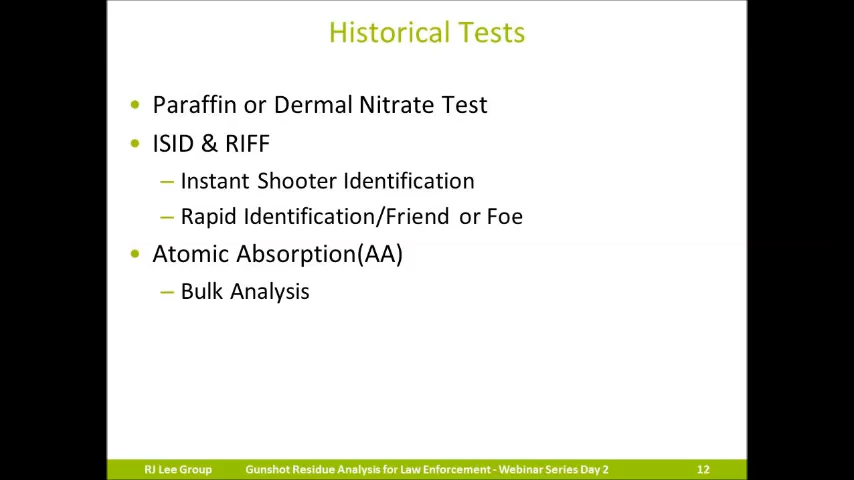 Historical Tests
• Paraffin or Dermal Nitrate Test
• ISID & RIFF
– Instant Shooter Identification
– Rapid Identification/Friend or Foe
• Atomic Absorption(AA)
– Bulk Analysis
RJ Lee Group Gunshot Residue Analysis for Law Enforcement - Webinar Series Day 2 12